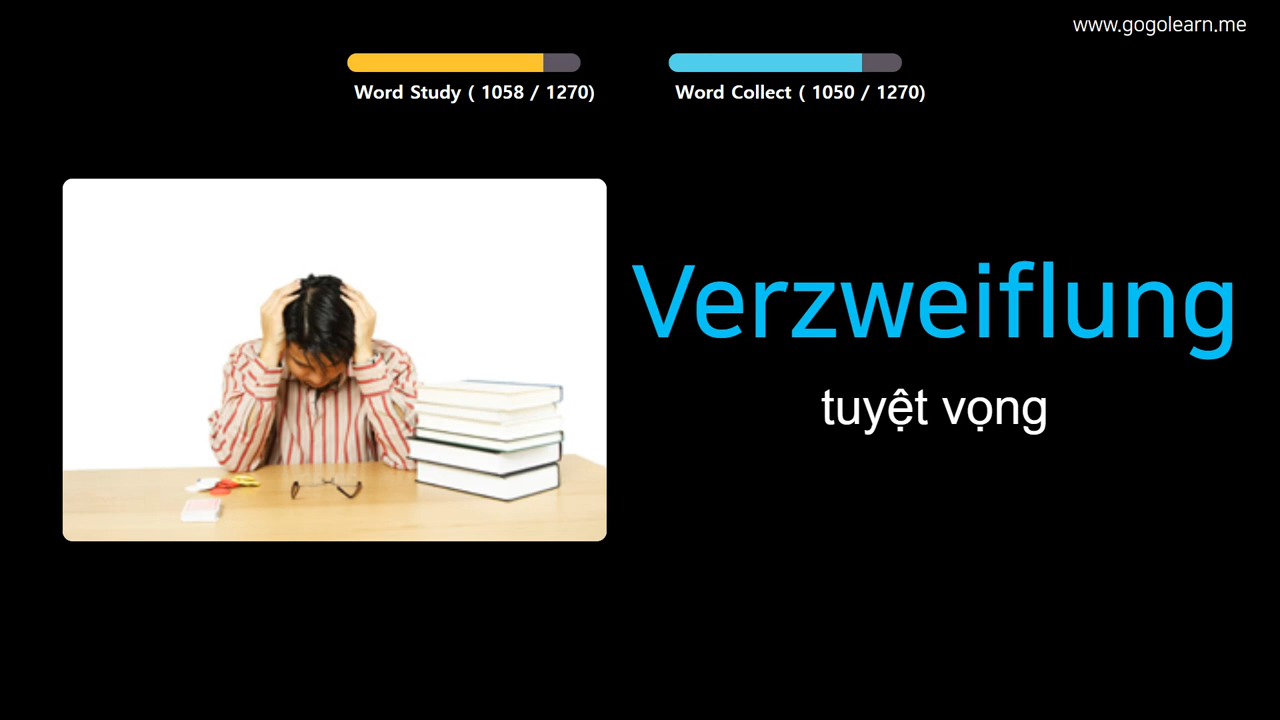 www.gogolearn.me
Word Study ( 1058 / 1270)
Word Collect ( 1050 / 1270)
Verzweiflung
tuyệt vọng